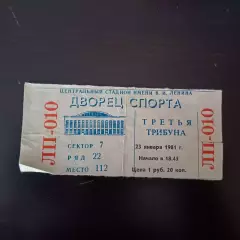 ЦЕНТРАЛЬНЫЙ СТАДИОН ИМЕНИ В. И. ЛЕНИНА
ДВОРЕЦ СПОРТА
ЛП-010
СЕКТОР 7
РЯД 22
МЕСТО 112
ТРЕТЬЯ
ТРИБУНА
23 января 1981 г.
Начало в 18.45
Цена 1 руб. 20 коп.
ЛП-010